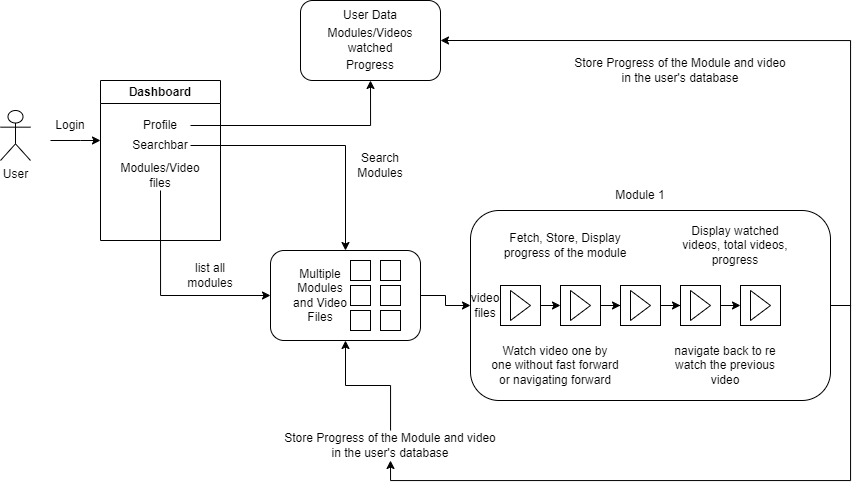 User Data
Modules/Videos
watched
Progress
Store Progress of the Module and video
in the user's database
Dashboard
Login
Profile
Searchbar
Modules/Video
files
User
Search
Modules
Module 1
list all
modules
Multiple
Modules
and Video
Files
Fetch, Store, Display
progress of the module
Display watched
videos, total videos,
progress
video
files
Watch video one by
one without fast forward
or navigating forward
navigate back to re
watch the previous
video
Store Progress of the Module and video
in the user's database